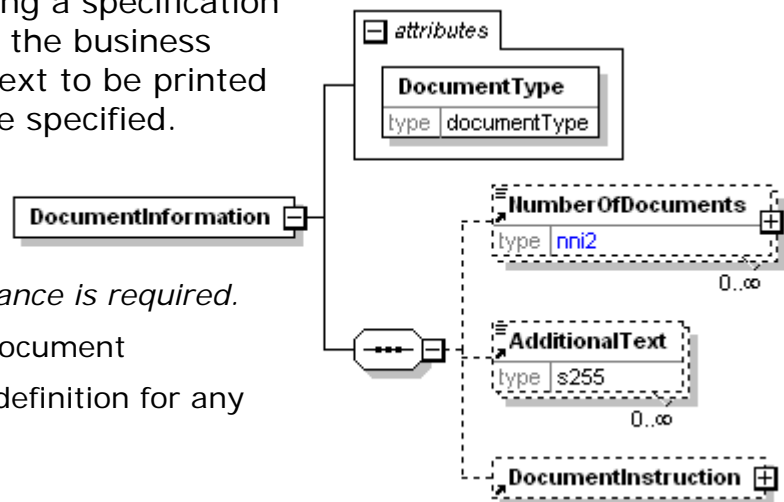 ng a specification
the business
ext to be printed
e specified.
attributes
DocumentType
type documentType
DocumentInformation
NumberOfDocuments
type nni2
0..∞
ance is required.
ocument
definition for any
AdditionalText
type s255
0..∞
DocumentInstruction